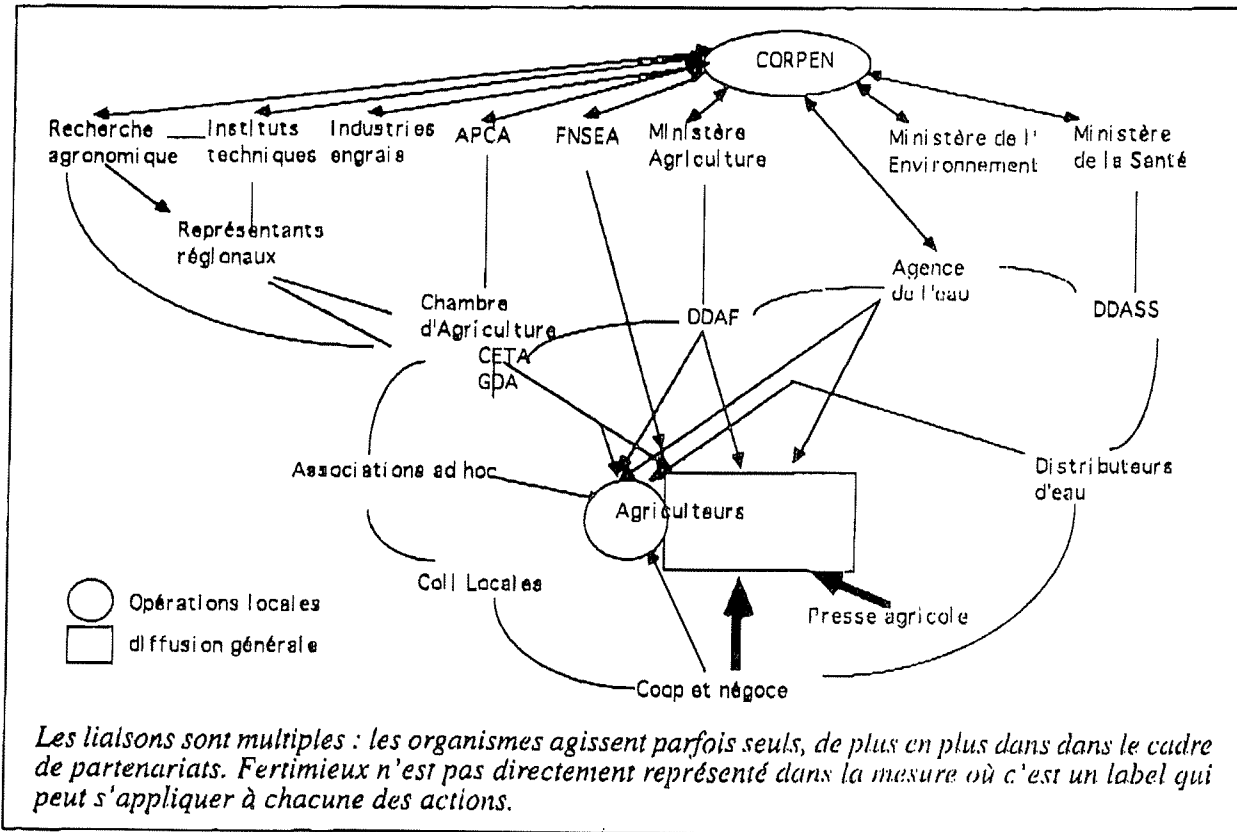 CORPEN
Recherche
agronomique
Instituts
techniques
Industries
engrais
APCA
FNSEA
Ministère
Agriculture
Ministère de l'
Environnement
Ministère
de la Santé
Représentants
régionaux
Agence
de l'eau
Chambre
d'Agriculture
CETA
GDA
DDAF
DDASS
Associations ad hoc
Distributeurs
d'eau
Agriculteurs
Coll Locales
Opérations locales
diffusion générale
Presse agricole
Coop et négoce
Les liaisons sont multiples : les organismes agissent parfois seuls, de plus en plus dans dans le cadre
de partenariats. Fertimieux n'est pas directement représenté dans la mesure où c'est un label qui
peut s'appliquer à chacune des actions.